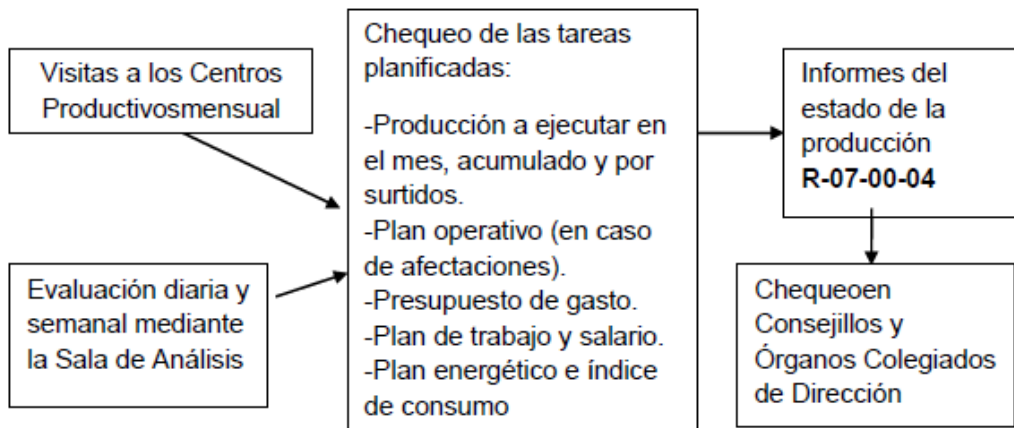 Visitas a los Centros
Productivosmensual
Evaluación diaria y
semanal mediante
la Sala de Análisis
Chequeo de las tareas
planificadas:
-Producción a ejecutar en
el mes, acumulado y por
surtidos.
-Plan operativo (en caso
de afectaciones).
-Presupuesto de gasto.
-Plan de trabajo y salario.
-Plan energético e índice
de consumo
Informes del
estado de la
producción
R-07-00-04
Chequeoen
Consejillos y
Órganos Colegiados
de Dirección